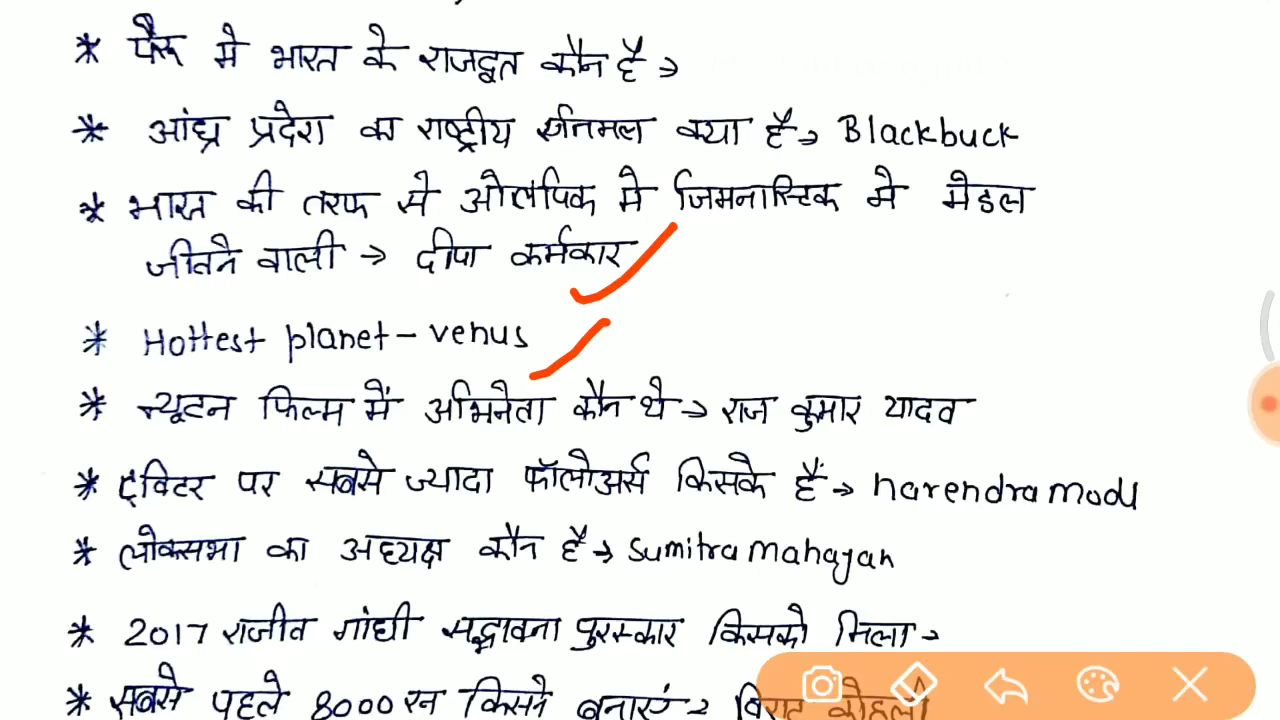 * पेरू मे भारत के राजदूत कौन है →
* आंध्र प्रदेश का राष्ट्रीय एनिमल क्या है → Blackbuck
* भारत की तरफ से ओलंपिक मे जिमनास्टिक मे मेडल
जीतने वाली → दीपा कर्मकार
* Hottest planet - venus
* न्यूटन फिल्म में अभिनेता कौन थे → राज कुमार यादव
* ट्विटर पर सबसे ज्यादा फॉलोअर्स किसके हैं → narendra modi
* लोकसभा का अध्यक्ष कौन है → sumitra mahajan
* 2017 राजीव गांधी सद्भावना पुरस्कार किसको मिला →
* सबसे पहले 8000 रन किसने बनाए → विराट कोहली